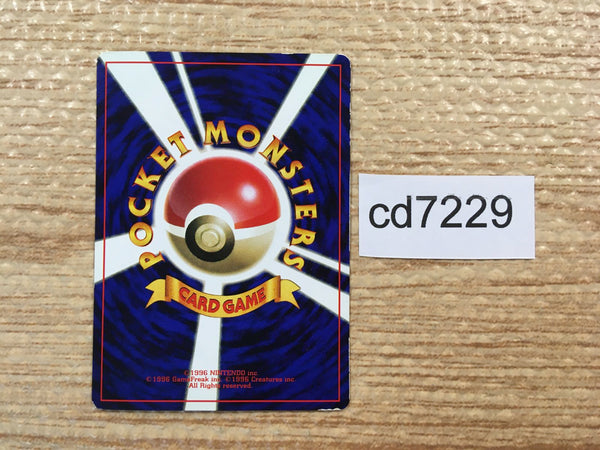 POCKET MONSTERS
CARD GAME
©1996 NINTENDO inc
©1996 GameFreak inc. ©1996 Creatures inc.
All Rights reserved.
cd7229